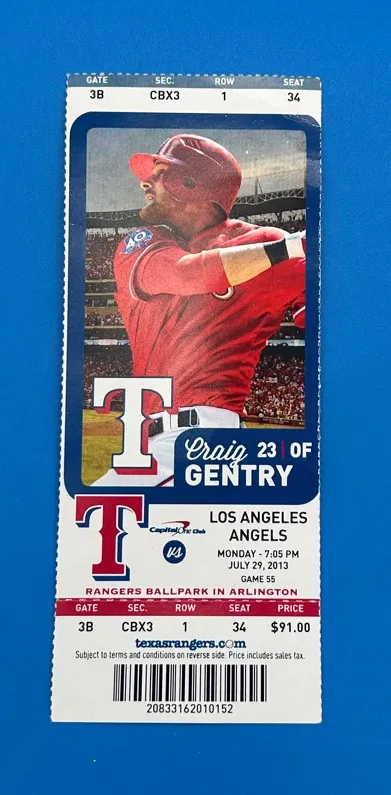 GATE SEC. ROW SEAT
3B CBX3 1 34
40
T
Craig 23 | OF
GENTRY
T
CapitalOne Club
vs
LOS ANGELES
ANGELS
MONDAY - 7:05 PM
JULY 29, 2013
GAME 55
RANGERS BALLPARK IN ARLINGTON
GATE SEC. ROW SEAT PRICE
3B CBX3 1 34 $91.00
texasrangers.com
Subject to terms and conditions on reverse side. Price includes sales tax.
20833162010152